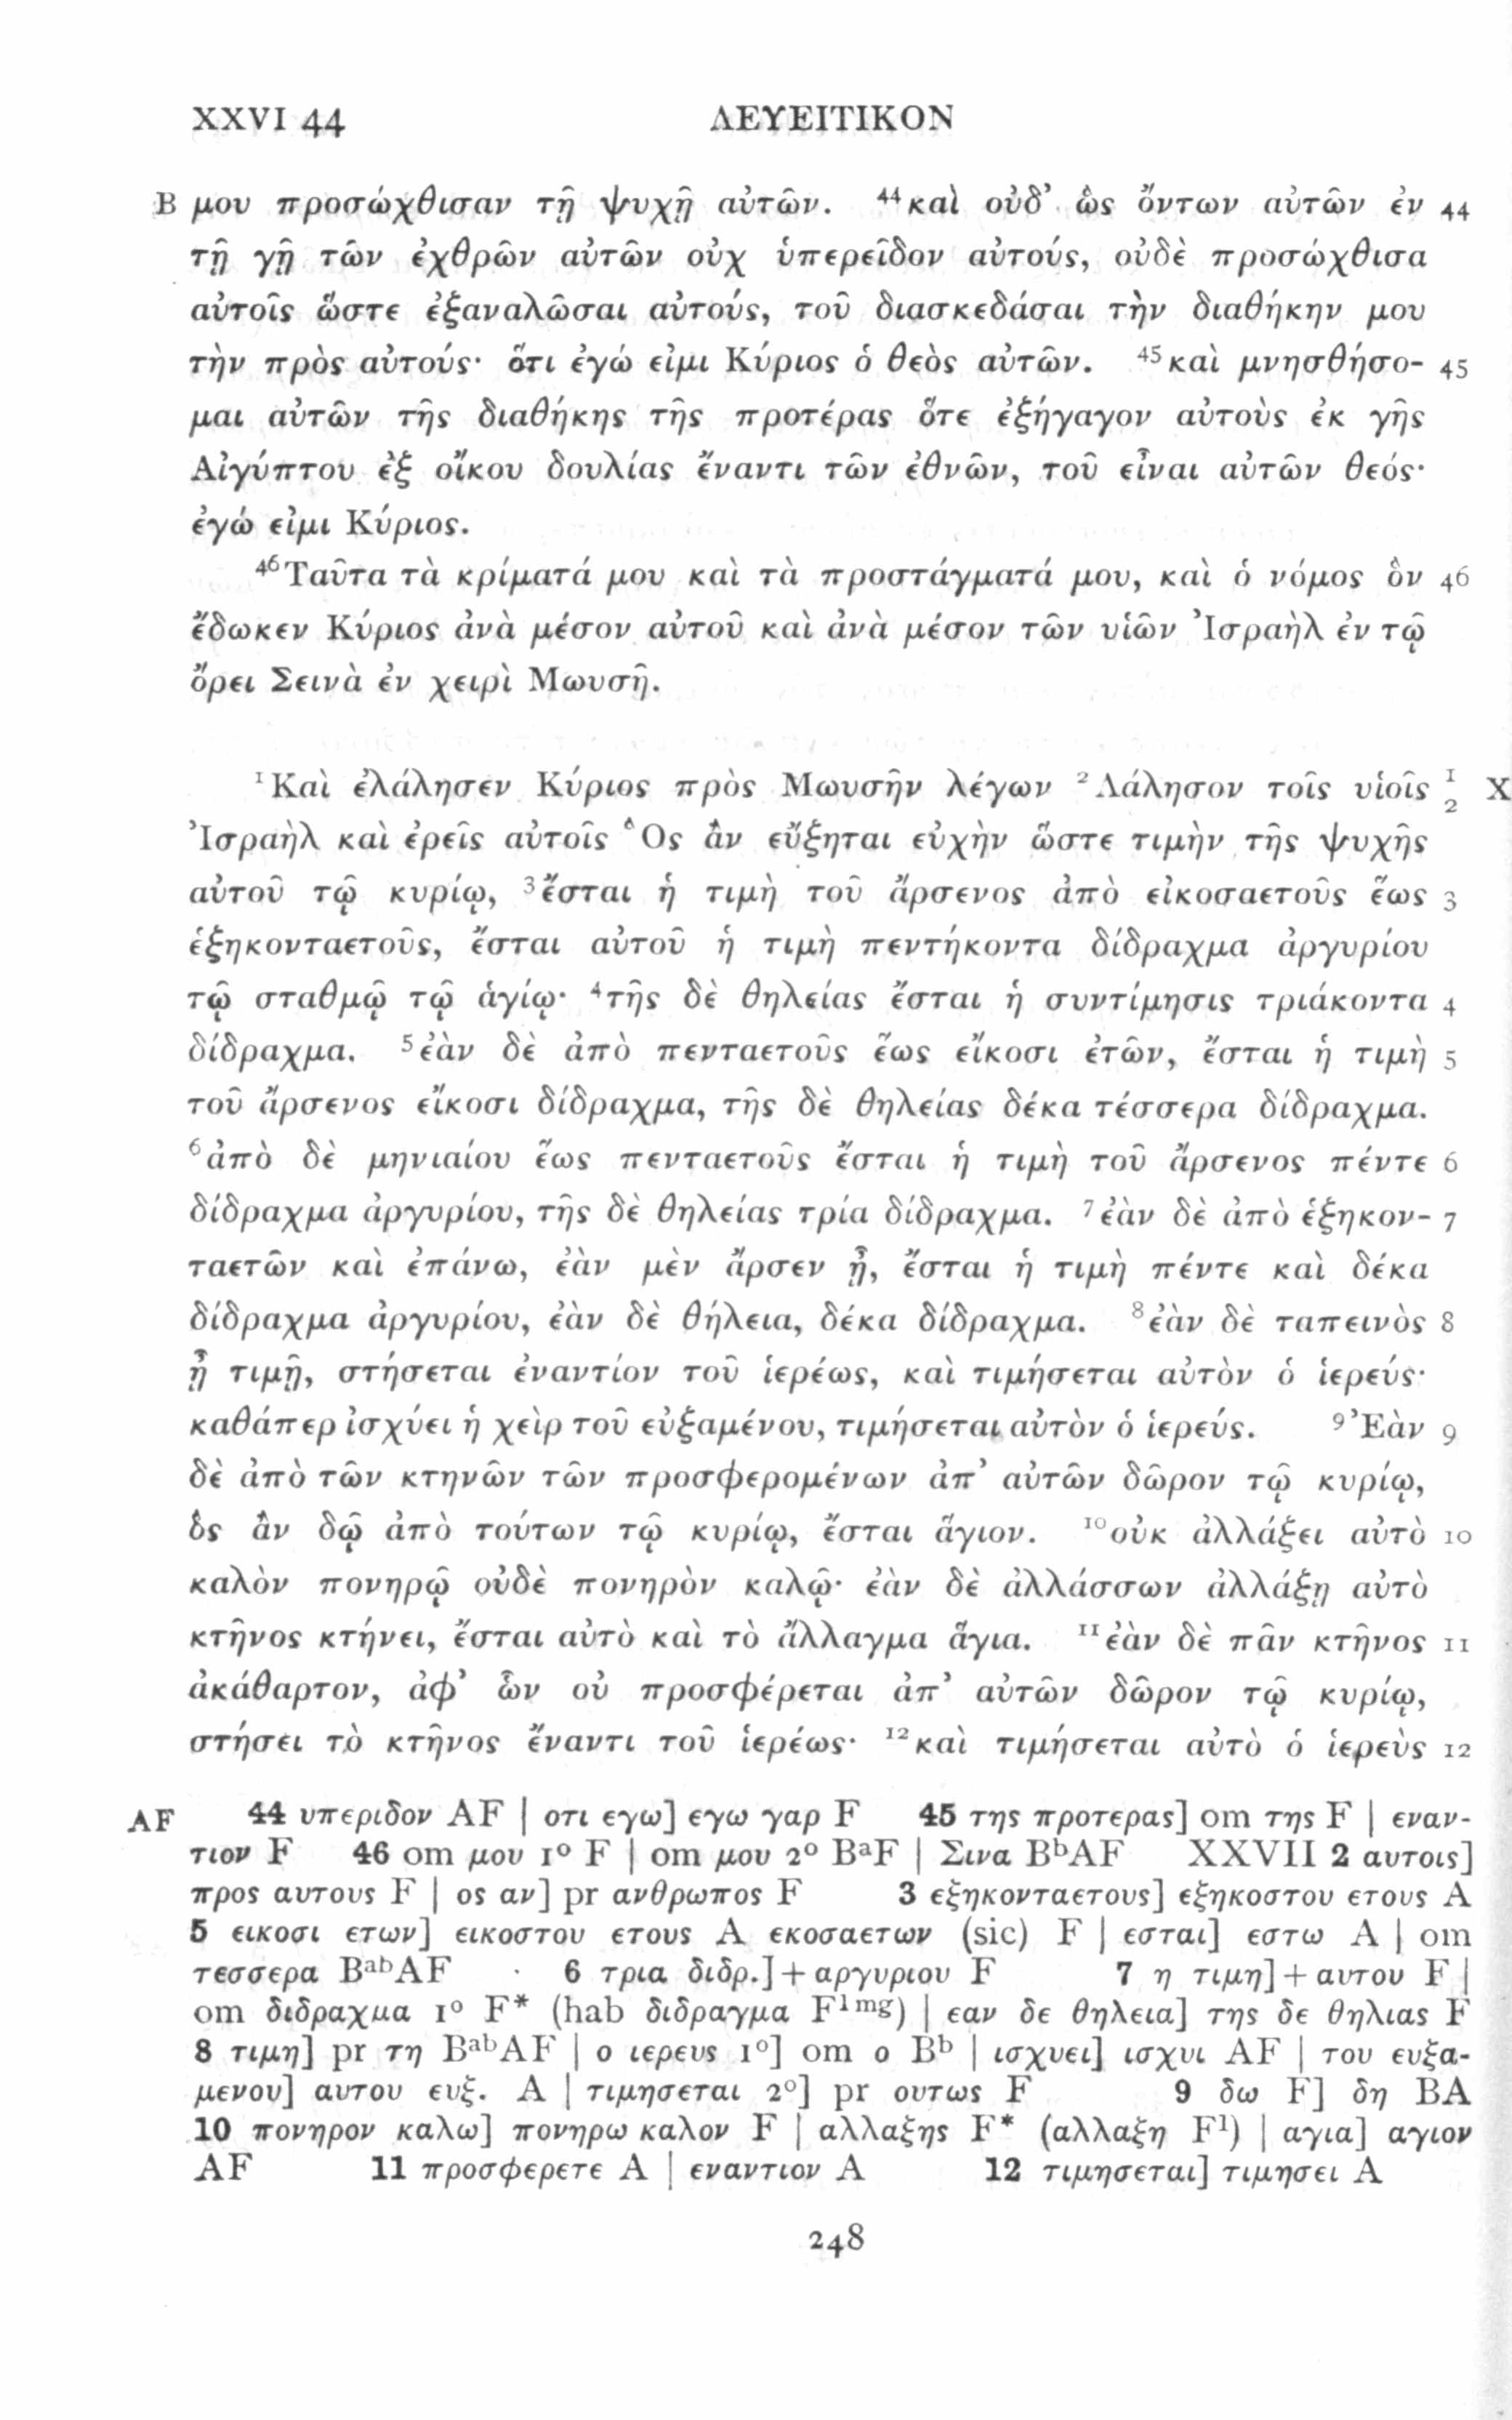 XXVI 44 ΛΕΥΕΙΤΙΚΟΝ
B μου προσώχθισαν τῇ ψυχῇ αὐτῶν. ⁴⁴καὶ οὐδ᾽ ὣς ὄντων αὐτῶν ἐν 44
τῇ γῇ τῶν ἐχθρῶν αὐτῶν οὐχ ὑπερεῖδον αὐτούς, οὐδὲ προσώχθισα
αὐτοῖς ὥστε ἐξαναλῶσαι αὐτούς, τοῦ διασκεδάσαι τὴν διαθήκην μου
τὴν πρὸς αὐτούς· ὅτι ἐγώ εἰμι Κύριος ὁ θεὸς αὐτῶν. ⁴⁵καὶ μνησθήσο- 45
μαι αὐτῶν τῆς διαθήκης τῆς προτέρας ὅτε ἐξήγαγον αὐτοὺς ἐκ γῆς
Αἰγύπτου ἐξ οἴκου δουλίας ἔναντι τῶν ἐθνῶν, τοῦ εἶναι αὐτῶν θεός·
ἐγώ εἰμι Κύριος.
⁴⁶Ταῦτα τὰ κρίματά μου καὶ τὰ προστάγματά μου, καὶ ὁ νόμος ὃν 46
ἔδωκεν Κύριος ἀνὰ μέσον αὐτοῦ καὶ ἀνὰ μέσον τῶν υἱῶν Ἰσραὴλ ἐν τῷ
ὄρει Σεινὰ ἐν χειρὶ Μωυσῆ.
¹Καὶ ἐλάλησεν Κύριος πρὸς Μωυσῆν λέγων ²Λάλησον τοῖς υἱοῖς 1 2 X
Ἰσραὴλ καὶ ἐρεῖς αὐτοῖς Ὃς ἂν εὔξηται εὐχὴν ὥστε τιμὴν τῆς ψυχῆς
αὐτοῦ τῷ κυρίῳ, ³ἔσται ἡ τιμὴ τοῦ ἄρσενος ἀπὸ εἰκοσαετοῦς ἕως 3
ἑξηκονταετοῦς, ἔσται αὐτοῦ ἡ τιμὴ πεντήκοντα δίδραχμα ἀργυρίου
τῷ σταθμῷ τῷ ἁγίῳ· ⁴τῆς δὲ θηλείας ἔσται ἡ συντίμησις τριάκοντα 4
δίδραχμα. ⁵ἐὰν δὲ ἀπὸ πενταετοῦς ἕως εἴκοσι ἐτῶν, ἔσται ἡ τιμὴ 5
τοῦ ἄρσενος εἴκοσι δίδραχμα, τῆς δὲ θηλείας δέκα τέσσερα δίδραχμα.
⁶ἀπὸ δὲ μηνιαίου ἕως πενταετοῦς ἔσται ἡ τιμὴ τοῦ ἄρσενος πέντε 6
δίδραχμα ἀργυρίου, τῆς δὲ θηλείας τρία δίδραχμα. ⁷ἐὰν δὲ ἀπὸ ἑξηκον- 7
ταετῶν καὶ ἐπάνω, ἐὰν μὲν ἄρσεν ᾖ, ἔσται ἡ τιμὴ πέντε καὶ δέκα
δίδραχμα ἀργυρίου, ἐὰν δὲ θήλεια, δέκα δίδραχμα. ⁸ἐὰν δὲ ταπεινὸς 8
ᾖ τιμῇ, στήσεται ἐναντίον τοῦ ἱερέως, καὶ τιμήσεται αὐτὸν ὁ ἱερεύς·
καθάπερ ἰσχύει ἡ χεὶρ τοῦ εὐξαμένου, τιμήσεται αὐτὸν ὁ ἱερεύς. ⁹Ἐὰν 9
δὲ ἀπὸ τῶν κτηνῶν τῶν προσφερομένων ἀπ᾽ αὐτῶν δῶρον τῷ κυρίῳ,
ὃς ἂν δῷ ἀπὸ τούτων τῷ κυρίῳ, ἔσται ἅγιον. ¹⁰οὐκ ἀλλάξει αὐτὸ 10
καλὸν πονηρῷ οὐδὲ πονηρὸν καλῷ· ἐὰν δὲ ἀλλάσσων ἀλλάξῃ αὐτὸ
κτῆνος κτήνει, ἔσται αὐτὸ καὶ τὸ ἄλλαγμα ἅγια. ¹¹ἐὰν δὲ πᾶν κτῆνος 11
ἀκάθαρτον, ἀφ᾽ ὧν οὐ προσφέρεται ἀπ᾽ αὐτῶν δῶρον τῷ κυρίῳ,
στήσει τὸ κτῆνος ἔναντι τοῦ ἱερέως· ¹²καὶ τιμήσεται αὐτὸ ὁ ἱερεὺς 12
AF 44 υπεριδον AF | οτι εγω] εγω γαρ F 45 της προτερας] om της F | εναν-
τιον F 46 om μου 1º F | om μου 2º BᵃF | Σινα BᵇAF XXVII 2 αυτοις]
προς αυτους F | ος αν] pr ανθρωπος F 3 εξηκονταετους] εξηκοστου ετους A
5 εικοσι ετων] εικοστου ετους A εκοσαετων (sic) F | εσται] εστω A | om
τεσσερα BᵃᵇAF 6 τρια διδρ.]+αργυριου F 7 η τιμη]+αυτου F |
om διδραχμα 1º F* (hab διδραγμα F¹ᵐᵍ) | εαν δε θηλεια] της δε θηλιας F
8 τιμη] pr τη BᵃᵇAF | ο ιερευς 1º] om ο Bᵇ | ισχυει] ισχυι AF | του ευξα-
μενου] αυτου ευξ. A | τιμησεται 2º] pr ουτως F 9 δω F] δη BA
10 πονηρον καλω] πονηρω καλον F | αλλαξης F* (αλλαξη F¹) | αγια] αγιον
AF 11 προσφερετε A | εναντιον A 12 τιμησεται] τιμησει A
248